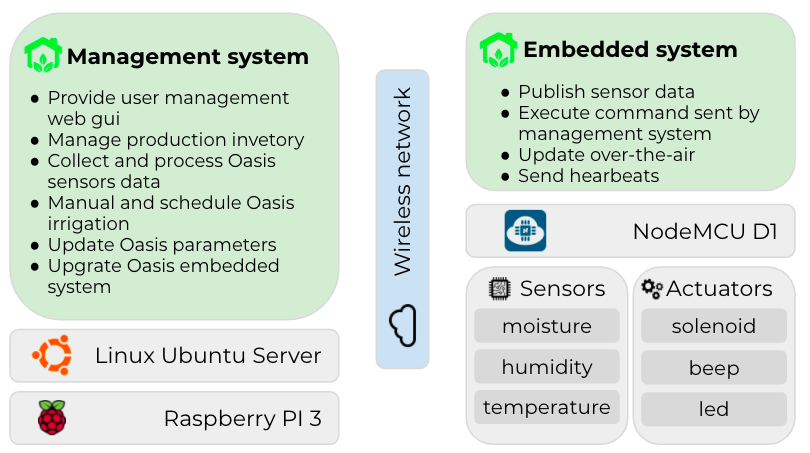 Management system
● Provide user management
web gui
● Manage production invetory
● Collect and process Oasis
sensors data
● Manual and schedule Oasis
irrigation
● Update Oasis parameters
● Upgrate Oasis embedded
system
Linux Ubuntu Server
Raspberry PI 3
Wireless network
Embedded system
● Publish sensor data
● Execute command sent by
management system
● Update over-the-air
● Send hearbeats
NodeMCU D1
Sensors
moisture
humidity
temperature
Actuators
solenoid
beep
led